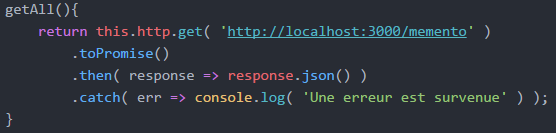 getAll(){
return this.http.get( 'http://localhost:3000/memento' )
.toPromise()
.then( response => response.json() )
.catch( err => console.log( 'Une erreur est survenue' ) );
}